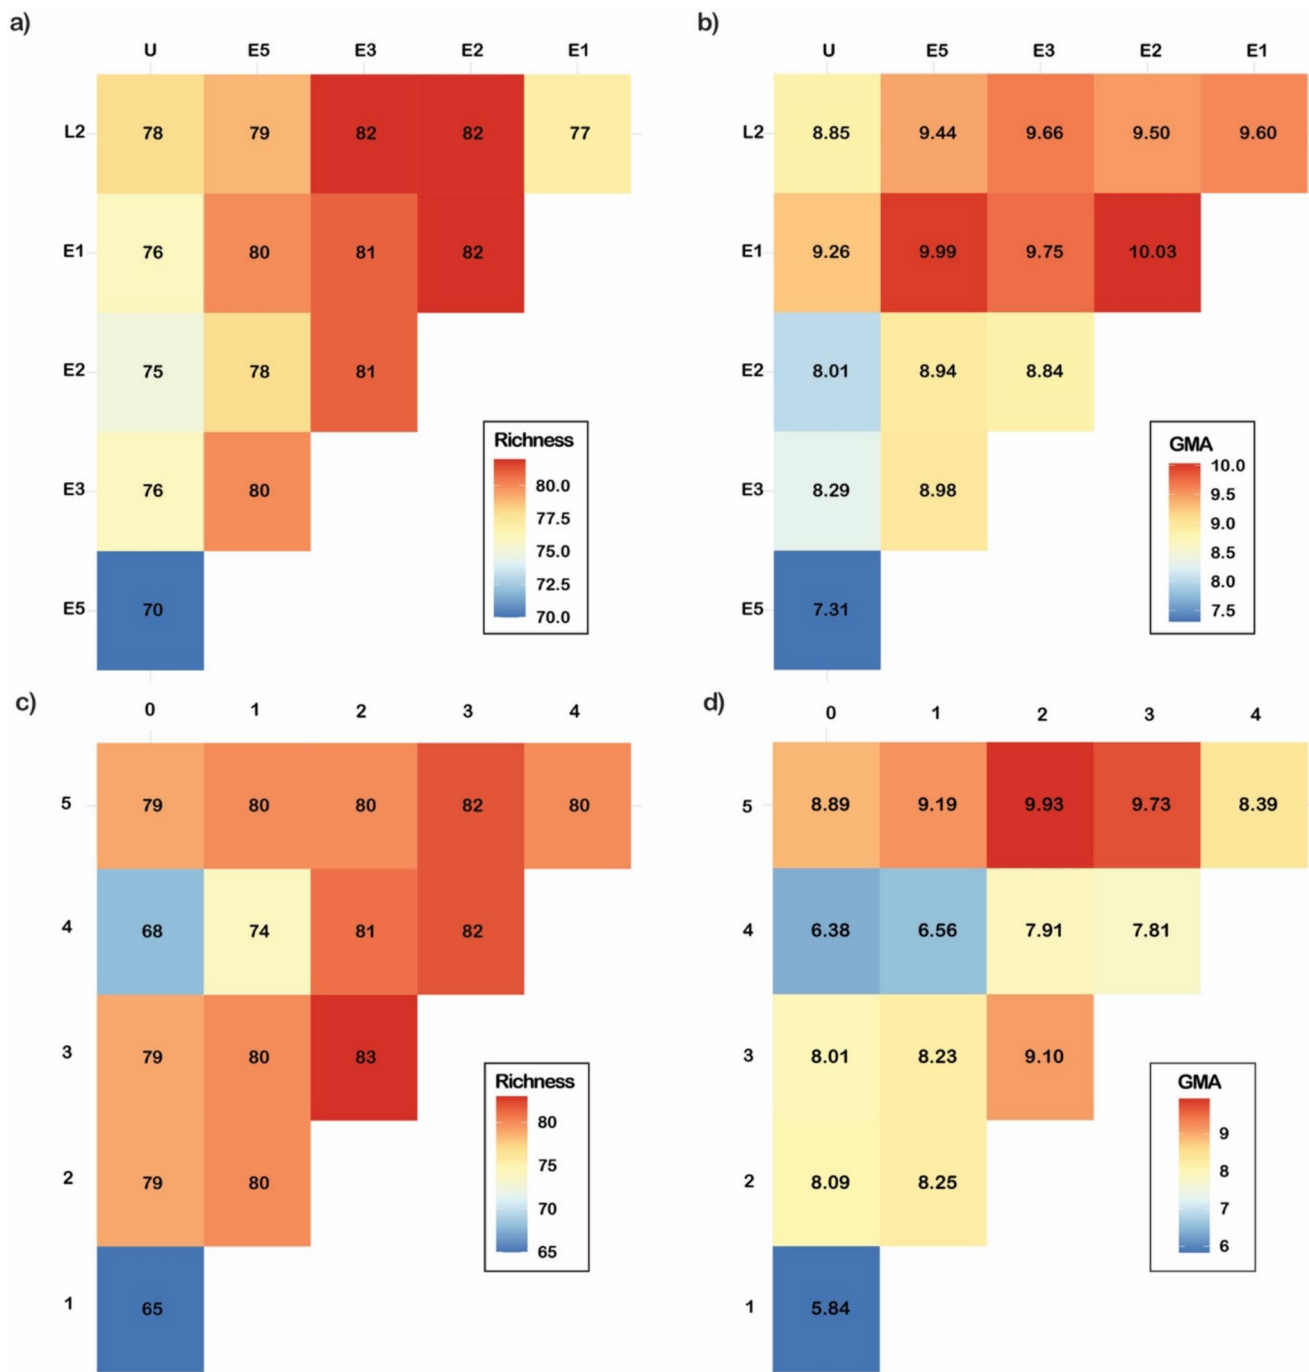 a)
U E5 E3 E2 E1
L2 78 79 82 82 77
E1 76 80 81 82
E2 75 78 81
E3 76 80
E5 70
Richness
80.0
77.5
75.0
72.5
70.0
b)
U E5 E3 E2 E1
L2 8.85 9.44 9.66 9.50 9.60
E1 9.26 9.99 9.75 10.03
E2 8.01 8.94 8.84
E3 8.29 8.98
E5 7.31
GMA
10.0
9.5
9.0
8.5
8.0
7.5
c)
0 1 2 3 4
5 79 80 80 82 80
4 68 74 81 82
3 79 80 83
2 79 80
1 65
Richness
80
75
70
65
d)
0 1 2 3 4
5 8.89 9.19 9.93 9.73 8.39
4 6.38 6.56 7.91 7.81
3 8.01 8.23 9.10
2 8.09 8.25
1 5.84
GMA
9
8
7
6